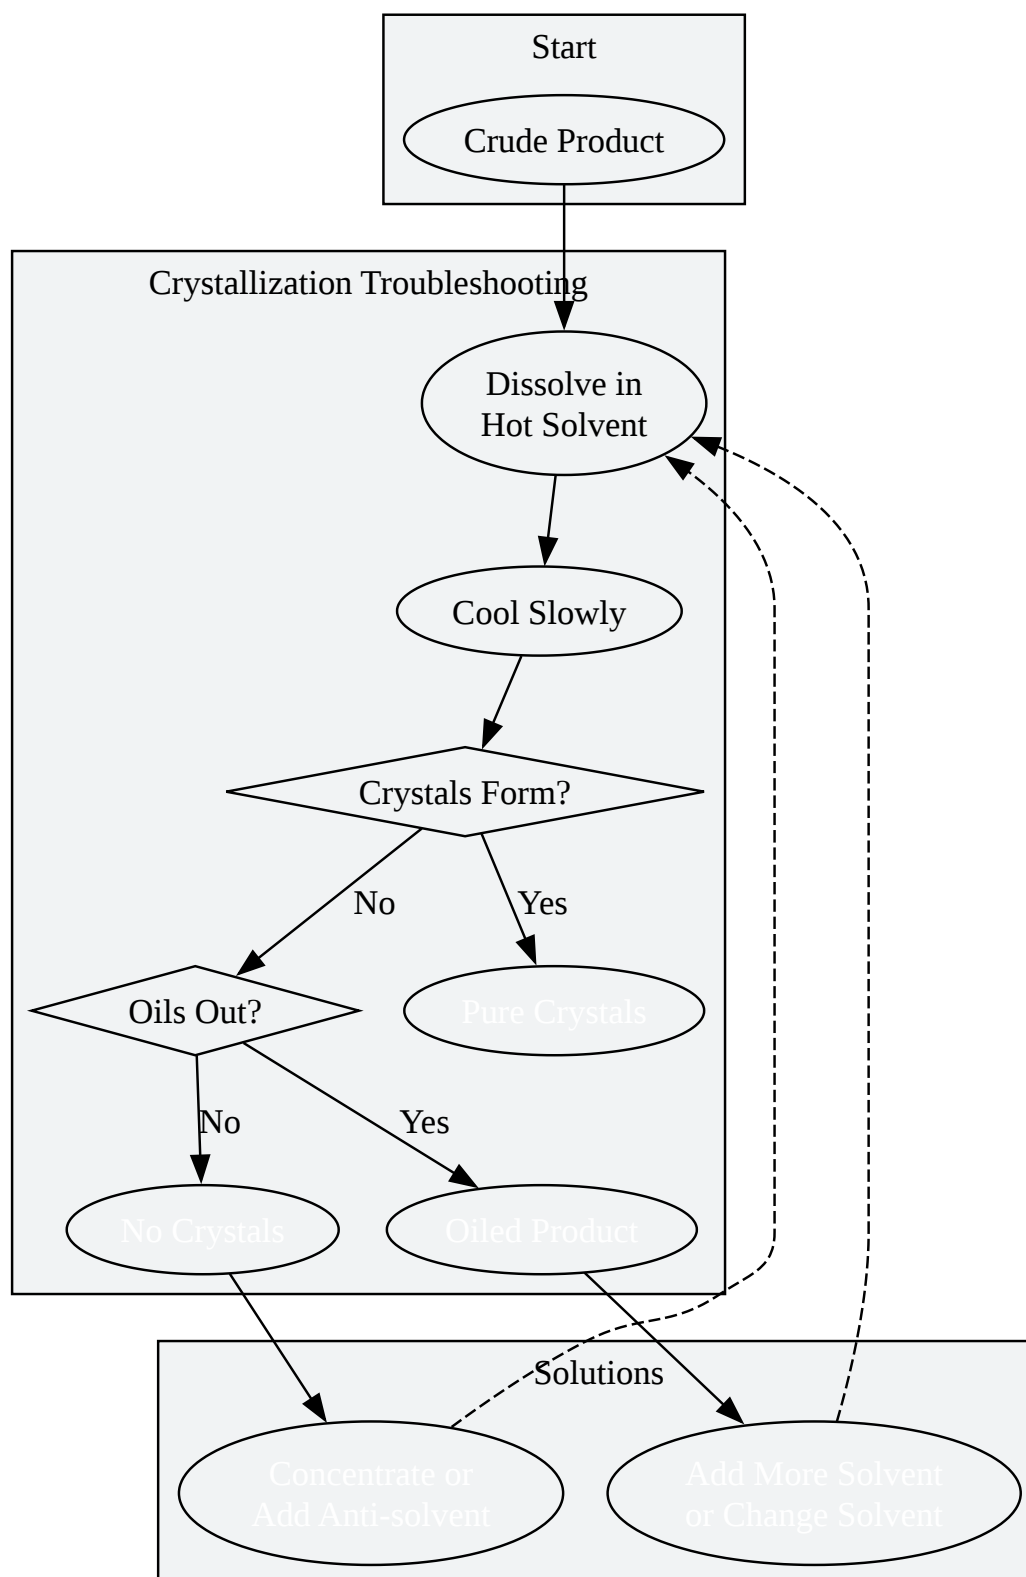 Start
Crude Product
Crystallization Troubleshooting
Dissolve in
Hot Solvent
Cool Slowly
Crystals Form?
No
Yes
Oils Out?
Pure Crystals
No
Yes
No Crystals
Oiled Product
Solutions
Concentrate or
Add Anti-solvent
Add More Solvent
or Change Solvent